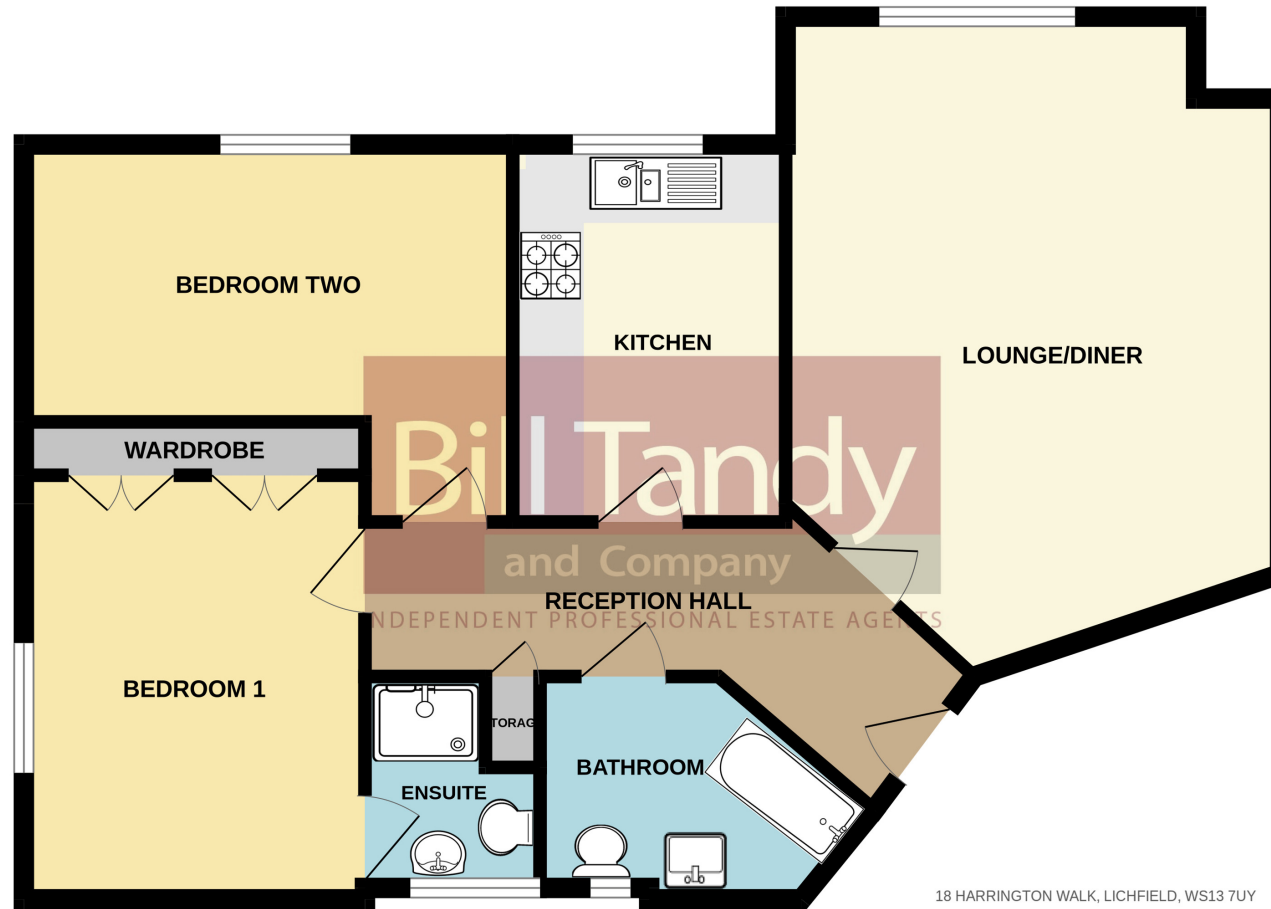 BEDROOM TWO
KITCHEN
LOUNGE/DINER
WARDROBE
Bill Tandy
and Company
RECEPTION HALL
NDEPENDENT PROFESSIONAL ESTATE AGENTS
BEDROOM 1
TORAG
BATHROOM
ENSUITE
18 HARRINGTON WALK, LICHFIELD, WS13 7UY